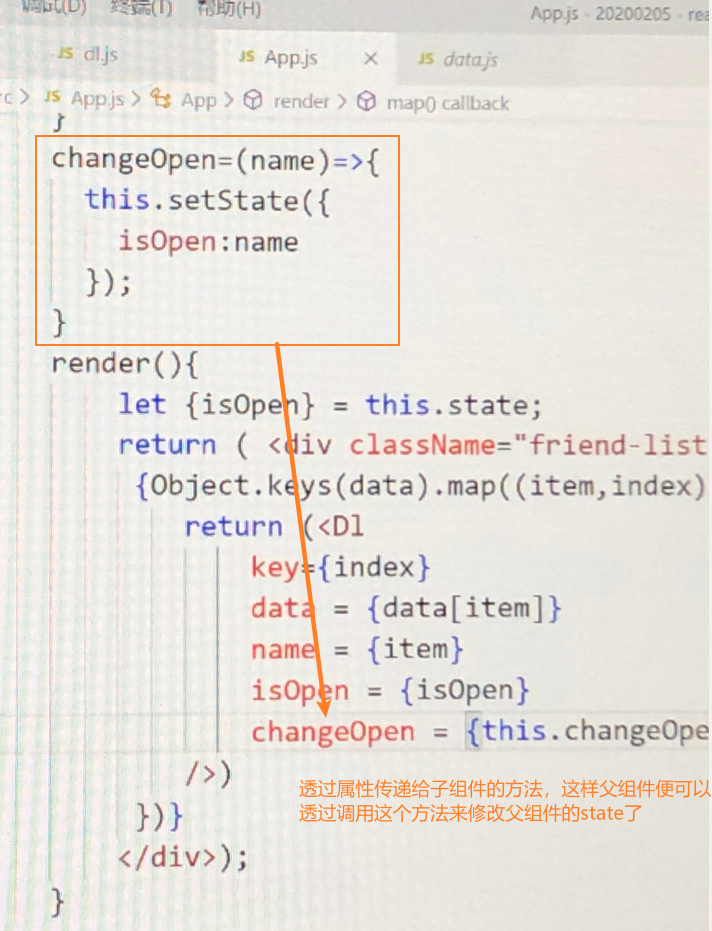 调试(D) 终端(T) 帮助(H) App.js - 20200205 - rea
JS dl.js JS App.js × JS data.js
rc > JS App.js > App > render > map() callback
}
changeOpen=(name)=>{
this.setState({
isOpen:name
});
}
render(){
let {isOpen} = this.state;
return ( <div className="friend-list
{Object.keys(data).map((item,index)
return (<Dl
key={index}
data = {data[item]}
name = {item}
isOpen = {isOpen}
changeOpen = {this.changeOpe
/>)
透过属性传递给子组件的方法，这样父组件便可以
透过调用这个方法来修改父组件的state了
})}
</div>);
}